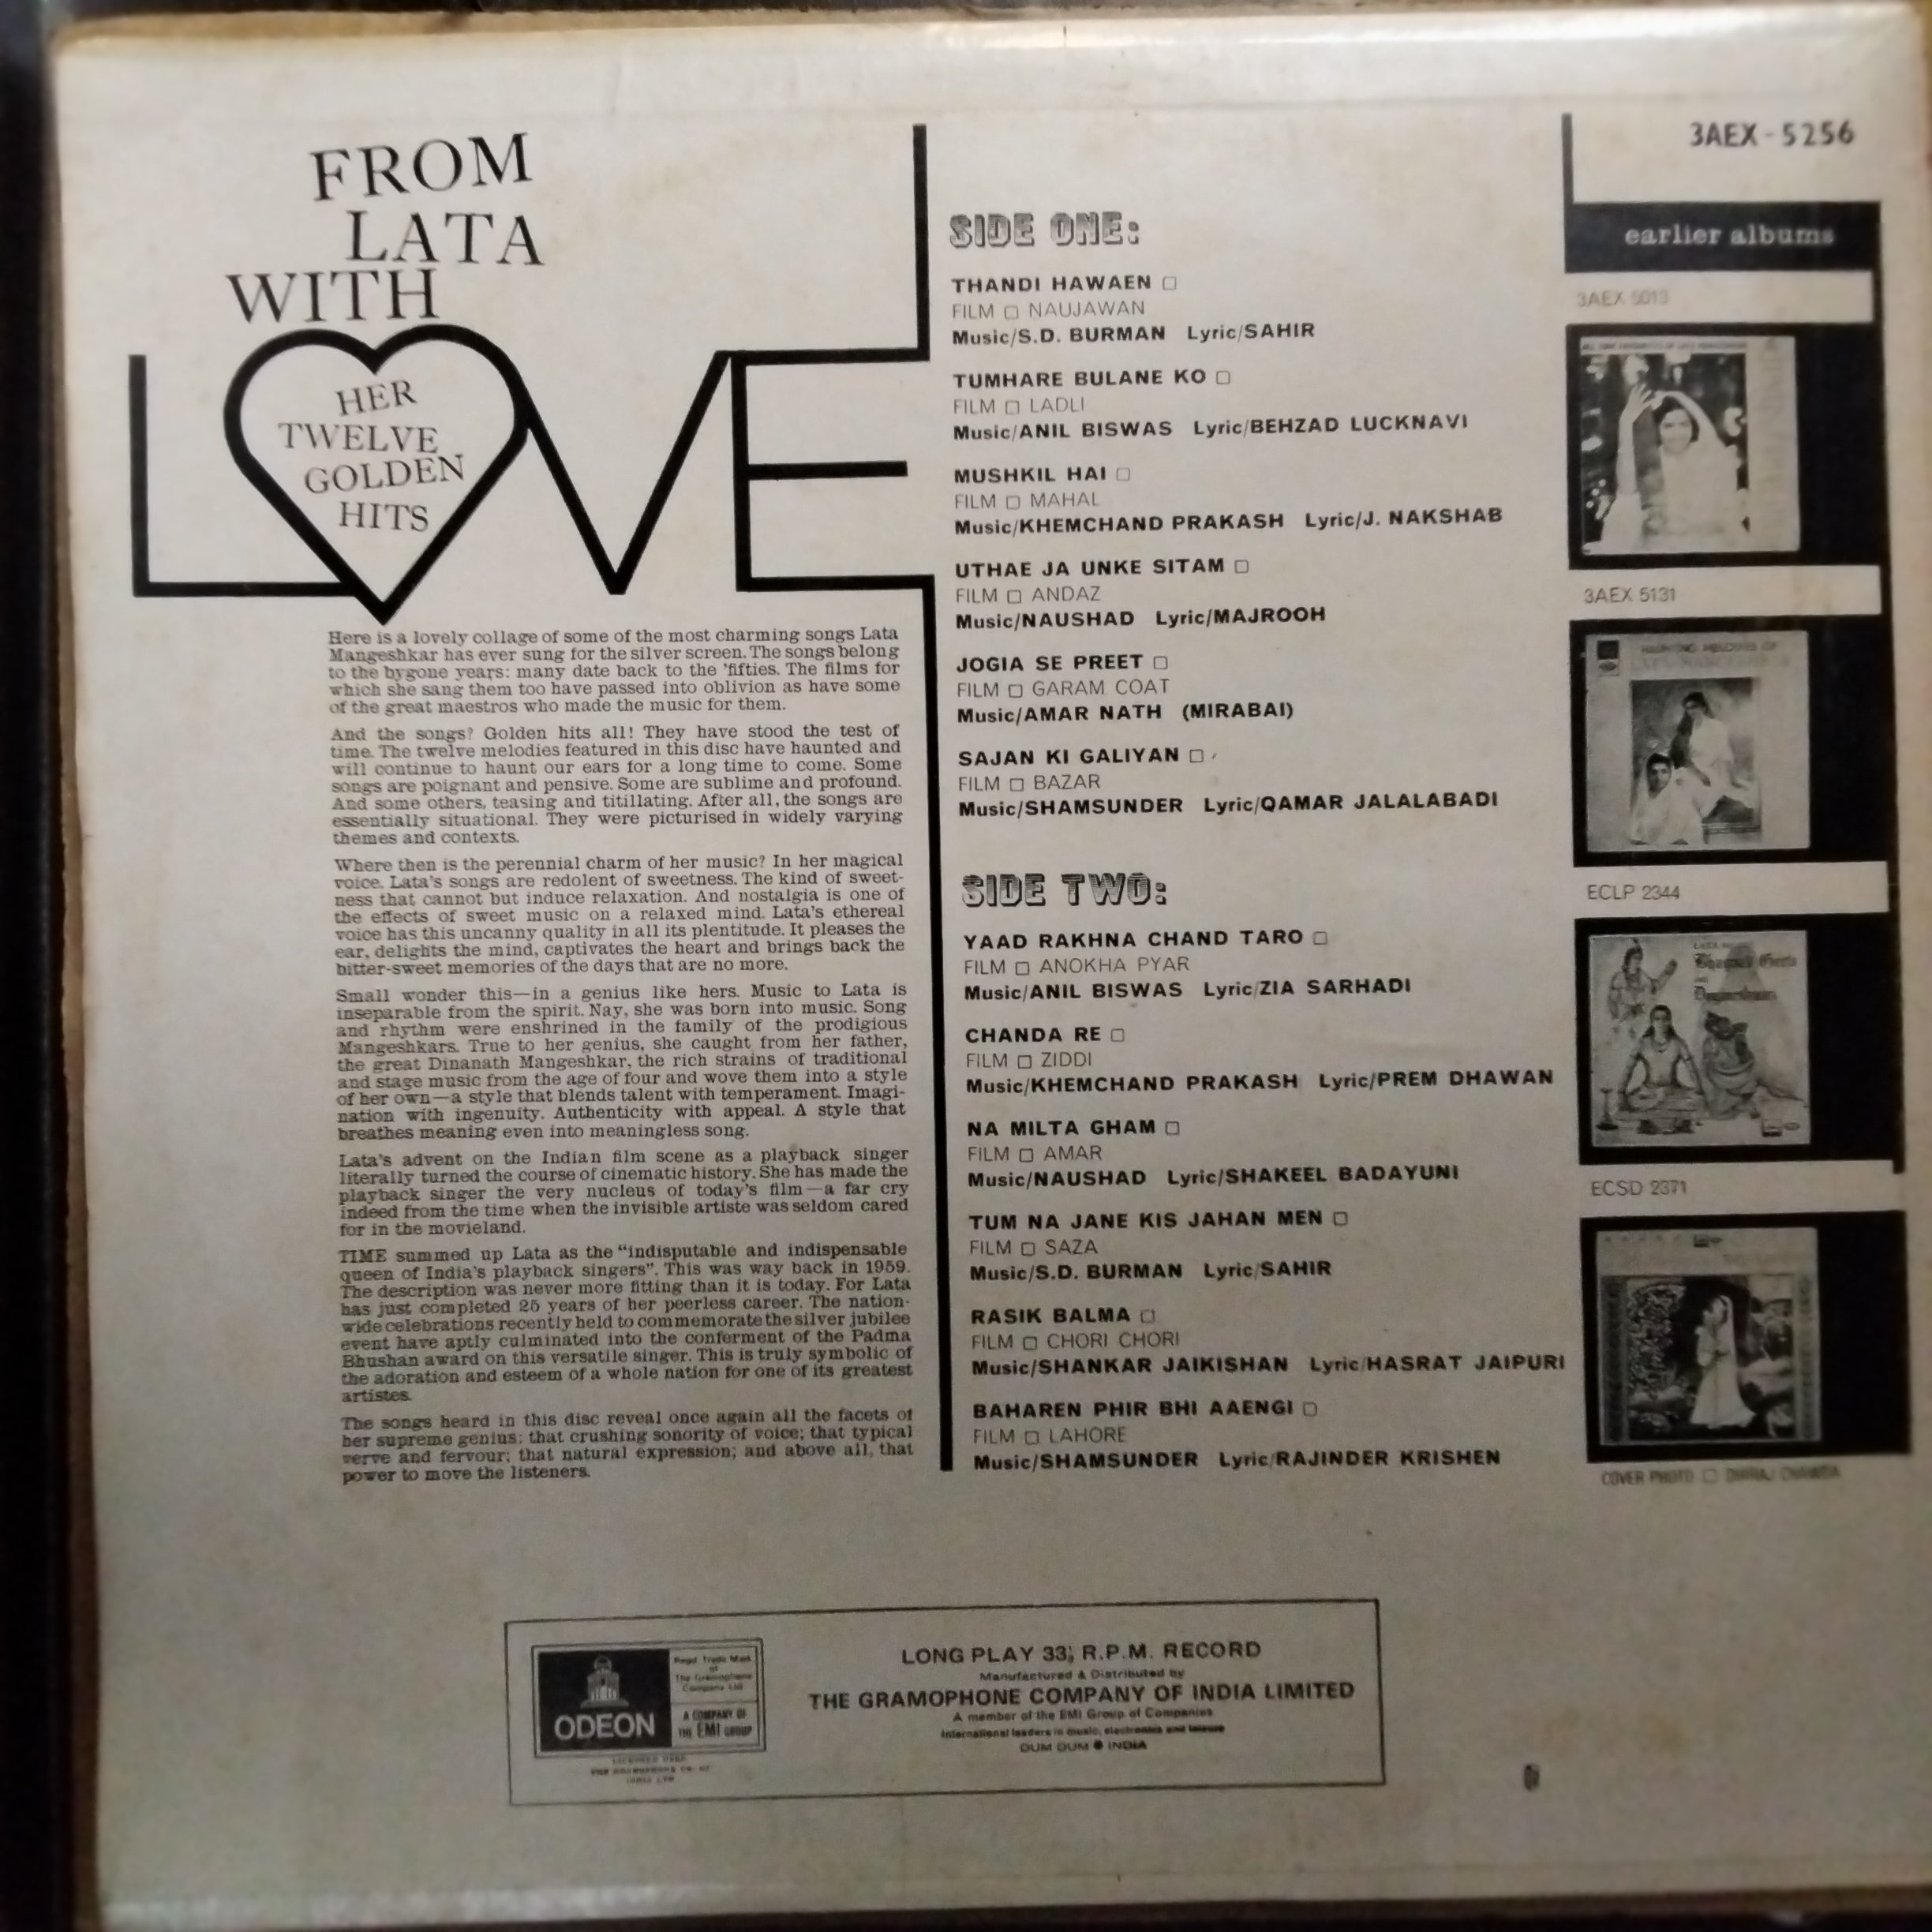 FROM
LATA
WITH
LOVE
HER
TWELVE
GOLDEN
HITS
Here is a lovely collage of some of the most charming songs Lata
Mangeshkar has ever sung for the silver screen. The songs belong
to the bygone years: many date back to the 'fifties. The films for
which she sang them too have passed into oblivion as have some
of the great maestros who made the music for them.
And the songs? Golden hits all! They have stood the test of
time. The twelve melodies featured in this disc have haunted and
will continue to haunt our ears for a long time to come. Some
songs are poignant and pensive. Some are sublime and profound.
And some others, teasing and titillating. After all, the songs are
essentially situational. They were picturised in widely varying
themes and contexts.
Where then is the perennial charm of her music? In her magical
voice. Lata's songs are redolent of sweetness. The kind of sweet-
ness that cannot but induce relaxation. And nostalgia is one of
the effects of sweet music on a relaxed mind. Lata's ethereal
voice has this uncanny quality in all its plentitude. It pleases the
ear, delights the mind, captivates the heart and brings back the
bitter-sweet memories of the days that are no more.
Small wonder this—in a genius like hers. Music to Lata is
inseparable from the spirit. Nay, she was born into music. Song
and rhythm were enshrined in the family of the prodigious
Mangeshkars. True to her genius, she caught from her father,
the great Dinanath Mangeshkar, the rich strains of traditional
and stage music from the age of four and wove them into a style
of her own—a style that blends talent with temperament. Imagi-
nation with ingenuity. Authenticity with appeal. A style that
breathes meaning even into meaningless song.
Lata's advent on the Indian film scene as a playback singer
literally turned the course of cinematic history. She has made the
playback singer the very nucleus of today's film—a far cry
indeed from the time when the invisible artiste was seldom cared
for in the movieland.
TIME summed up Lata as the "indisputable and indispensable
queen of India's playback singers". This was way back in 1959.
The description was never more fitting than it is today. For Lata
has just completed 25 years of her peerless career. The nation-
wide celebrations recently held to commemorate the silver jubilee
event have aptly culminated into the conferment of the Padma
Bhushan award on this versatile singer. This is truly symbolic of
the adoration and esteem of a whole nation for one of its greatest
artistes.
The songs heard in this disc reveal once again all the facets of
her supreme genius; that crushing sonority of voice; that typical
verve and fervour; that natural expression; and above all, that
power to move the listeners.
SIDE ONE:
THANDI HAWAEN □
FILM □ NAUJAWAN
Music/S.D. BURMAN Lyric/SAHIR
TUMHARE BULANE KO □
FILM □ LADLI
Music/ANIL BISWAS Lyric/BEHZAD LUCKNAVI
MUSHKIL HAI □
FILM □ MAHAL
Music/KHEMCHAND PRAKASH Lyric/J. NAKSHAB
UTHAE JA UNKE SITAM □
FILM □ ANDAZ
Music/NAUSHAD Lyric/MAJROOH
JOGIA SE PREET □
FILM □ GARAM COAT
Music/AMAR NATH (MIRABAI)
SAJAN KI GALIYAN □
FILM □ BAZAR
Music/SHAMSUNDER Lyric/QAMAR JALALABADI
SIDE TWO:
YAAD RAKHNA CHAND TARO □
FILM □ ANOKHA PYAR
Music/ANIL BISWAS Lyric/ZIA SARHADI
CHANDA RE □
FILM □ ZIDDI
Music/KHEMCHAND PRAKASH Lyric/PREM DHAWAN
NA MILTA GHAM □
FILM □ AMAR
Music/NAUSHAD Lyric/SHAKEEL BADAYUNI
TUM NA JANE KIS JAHAN MEN □
FILM □ SAZA
Music/S.D. BURMAN Lyric/SAHIR
RASIK BALMA □
FILM □ CHORI CHORI
Music/SHANKAR JAIKISHAN Lyric/HASRAT JAIPURI
BAHAREN PHIR BHI AAENGI □
FILM □ LAHORE
Music/SHAMSUNDER Lyric/RAJINDER KRISHEN
3AEX-5256
earlier albums
3AEX 5013
3AEX 5131
HAUNTING MELODIES OF
LATA MANGESHKAR
ECLP 2344
Bhagwad Geeta
ECSD 2371
COVER PHOTO □ DHIRAJ CHAWDA
ODEON
Regd. Trade Mark
of
The Gramophone
Company Ltd
A COMPANY OF
THE EMI GROUP
LONG PLAY 33⅓ R.P.M. RECORD
Manufactured & Distributed by
THE GRAMOPHONE COMPANY OF INDIA LIMITED
A member of the EMI Group of Companies
International leaders in music, electronics and leisure
DUM DUM ● INDIA